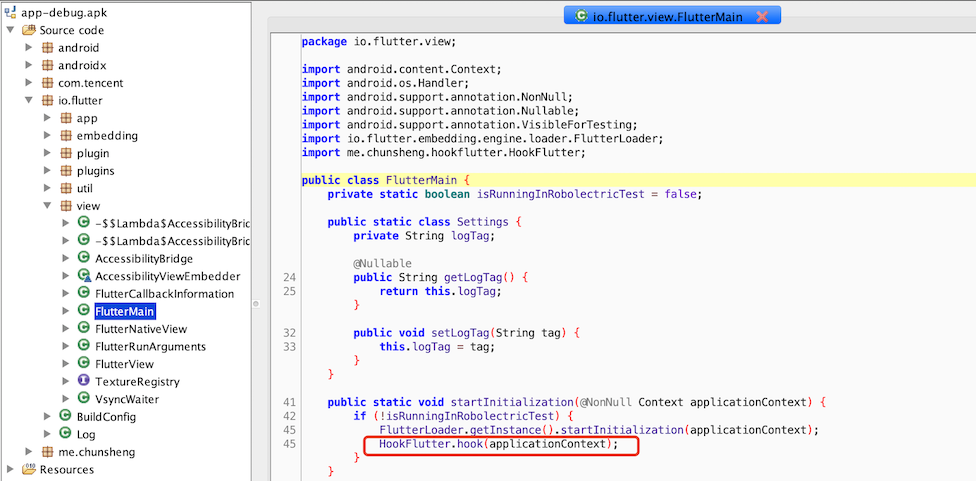 app-debug.apk
Source code
android
androidx
com.tencent
io.flutter
app
embedding
plugin
plugins
util
view
-$$Lambda$AccessibilityBridg
-$$Lambda$AccessibilityBridg
AccessibilityBridge
AccessibilityViewEmbedder
FlutterCallbackInformation
FlutterMain
FlutterNativeView
FlutterRunArguments
FlutterView
TextureRegistry
VsyncWaiter
BuildConfig
Log
me.chunsheng
Resources
io.flutter.view.FlutterMain
package io.flutter.view;
import android.content.Context;
import android.os.Handler;
import android.support.annotation.NonNull;
import android.support.annotation.Nullable;
import android.support.annotation.VisibleForTesting;
import io.flutter.embedding.engine.loader.FlutterLoader;
import me.chunsheng.hookflutter.HookFlutter;
public class FlutterMain {
private static boolean isRunningInRobolectricTest = false;
public static class Settings {
private String logTag;
@Nullable
24 public String getLogTag() {
25 return this.logTag;
}
32 public void setLogTag(String tag) {
33 this.logTag = tag;
}
}
41 public static void startInitialization(@NonNull Context applicationContext) {
42 if (!isRunningInRobolectricTest) {
45 FlutterLoader.getInstance().startInitialization(applicationContext);
45 HookFlutter.hook(applicationContext);
}
}